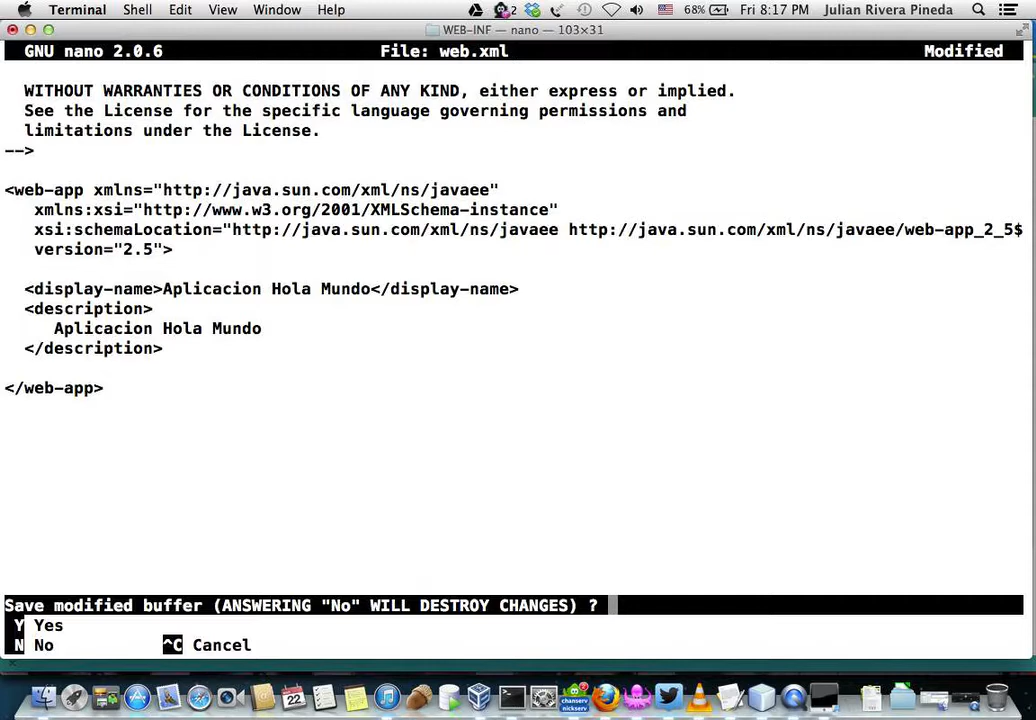 Terminal Shell Edit View Window Help 2 68% Fri 8:17 PM Julian Rivera Pineda
WEB-INF — nano — 103×31
GNU nano 2.0.6 File: web.xml Modified
WITHOUT WARRANTIES OR CONDITIONS OF ANY KIND, either express or implied.
See the License for the specific language governing permissions and
limitations under the License.
-->
<web-app xmlns="http://java.sun.com/xml/ns/javaee"
xmlns:xsi="http://www.w3.org/2001/XMLSchema-instance"
xsi:schemaLocation="http://java.sun.com/xml/ns/javaee http://java.sun.com/xml/ns/javaee/web-app_2_5$
version="2.5">
<display-name>Aplicacion Hola Mundo</display-name>
<description>
Aplicacion Hola Mundo
</description>
</web-app>
Save modified buffer (ANSWERING "No" WILL DESTROY CHANGES) ?
Y Yes
N No ^C Cancel
22
chanserv
nickserv